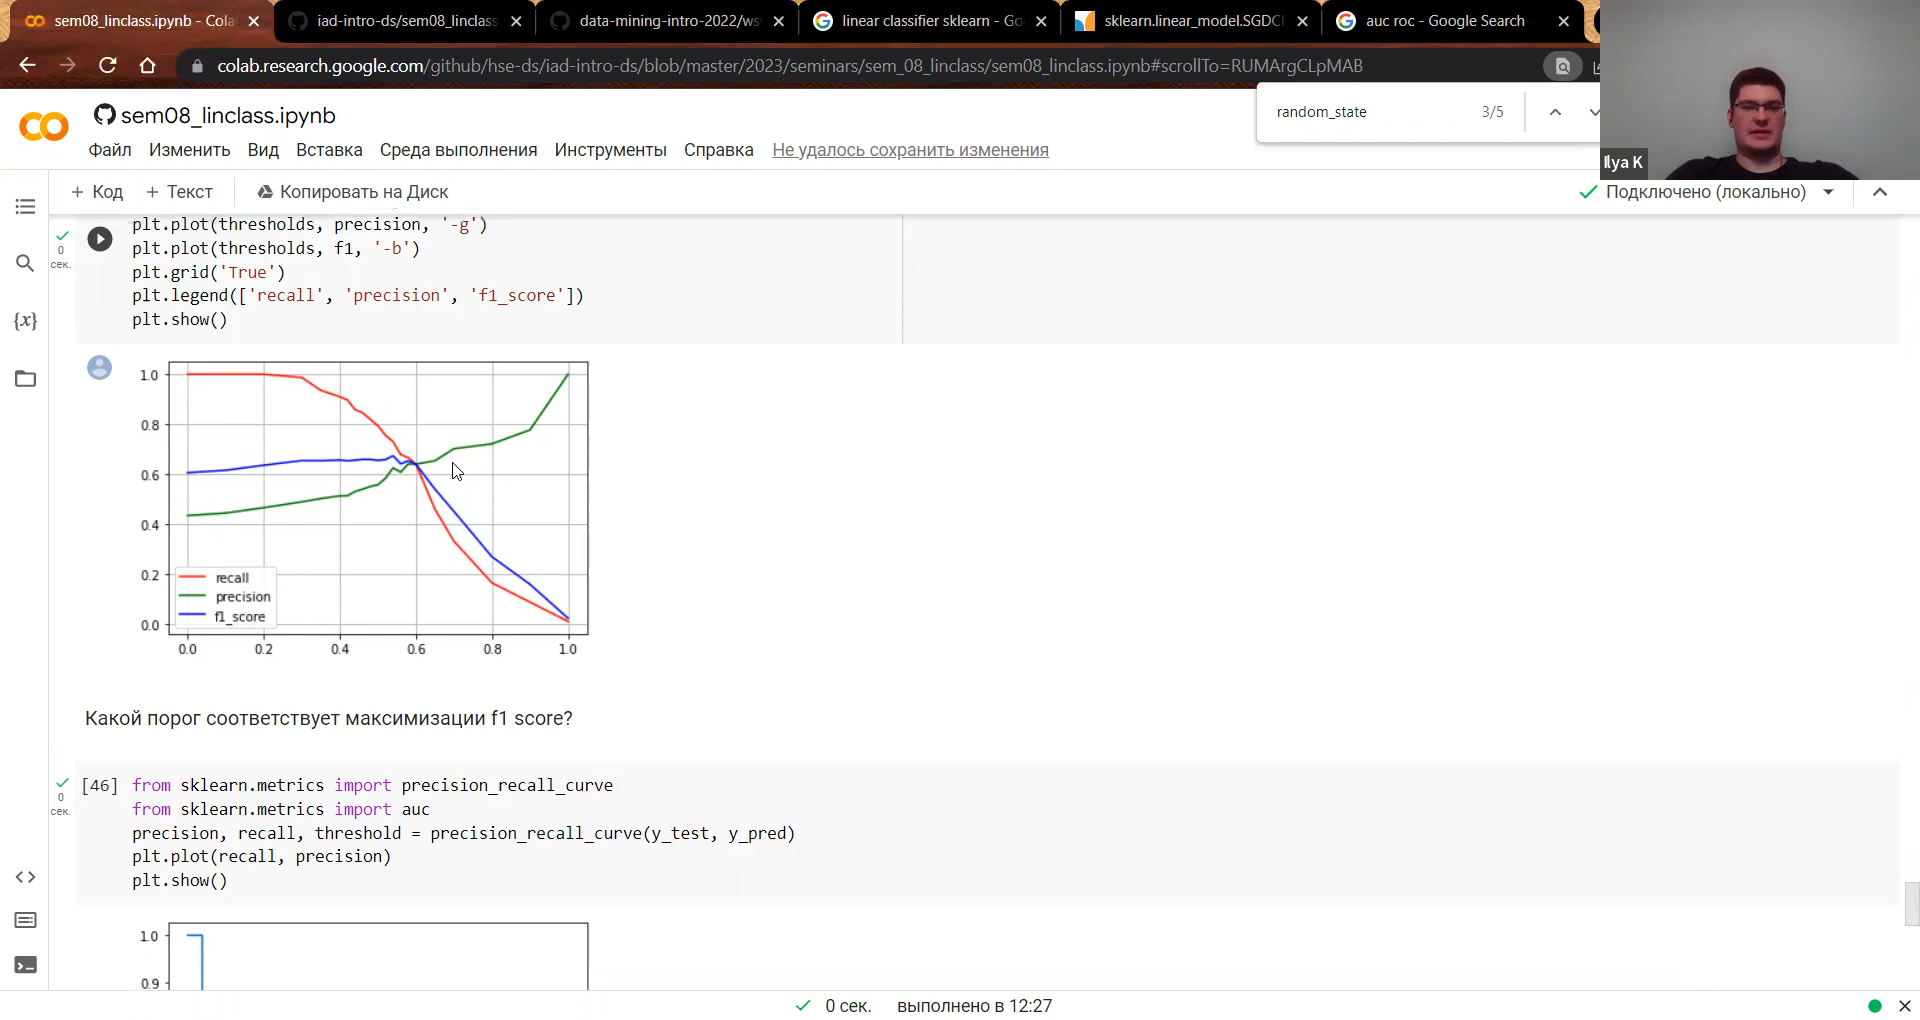 sem08_linclass.ipynb - Cola
iad-intro-ds/sem08_linclass
data-mining-intro-2022/ws
linear classifier sklearn - Go
sklearn.linear_model.SGDCl
auc roc - Google Search
colab.research.google.com/github/hse-ds/iad-intro-ds/blob/master/2023/seminars/sem_08_linclass/sem08_linclass.ipynb#scrollTo=RUMArgCLpMAB
sem08_linclass.ipynb
random_state 3/5
Файл Изменить Вид Вставка Среда выполнения Инструменты Справка Не удалось сохранить изменения
Ilya K
+ Код + Текст Копировать на Диск
Подключено (локально)
plt.plot(thresholds, precision, '-g')
plt.plot(thresholds, f1, '-b')
plt.grid('True')
plt.legend(['recall', 'precision', 'f1_score'])
plt.show()
0
сек.
{x}
1.0
0.8
0.6
0.4
0.2
0.0
recall
precision
f1_score
0.0 0.2 0.4 0.6 0.8 1.0
Какой порог соответствует максимизации f1 score?
0
сек.
[46] from sklearn.metrics import precision_recall_curve
from sklearn.metrics import auc
precision, recall, threshold = precision_recall_curve(y_test, y_pred)
plt.plot(recall, precision)
plt.show()
1.0
0.9
0 сек. выполнено в 12:27